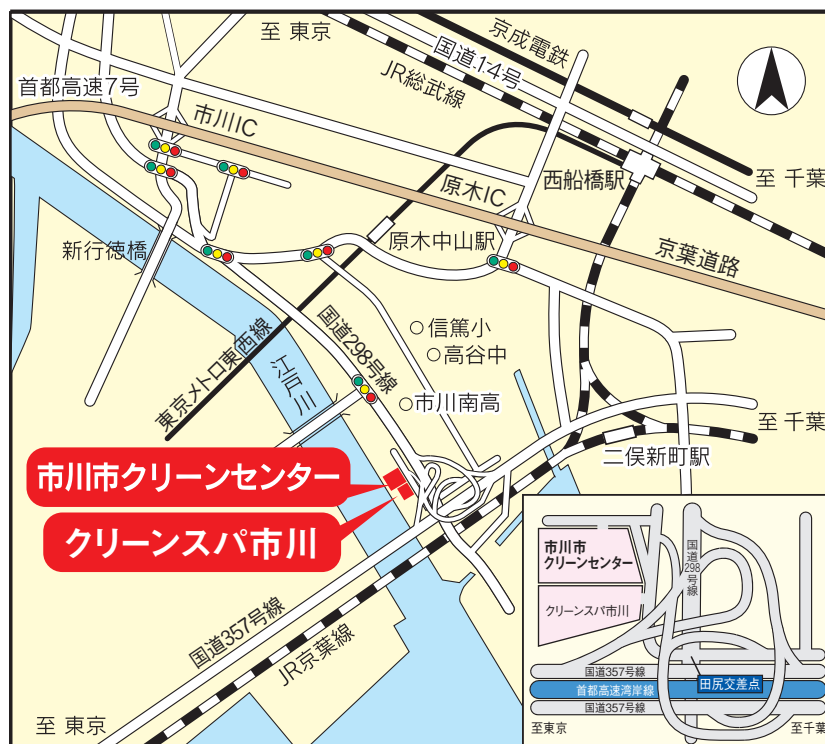 至 東京
京成電鉄
国道14号
JR総武線
首都高速7号
市川IC
原木IC
西船橋駅
至 千葉
新行徳橋
原木中山駅
京葉道路
信篤小
高谷中
国道298号線
東京メトロ東西線
江戸川
市川南高
至 千葉
二俣新町駅
市川市クリーンセンター
クリーンスパ市川
国道357号線
JR京葉線
至 東京
市川市
クリーンセンター
国道298号線
クリーンスパ市川
国道357号線
田尻交差点
首都高速湾岸線
国道357号線
至東京
至千葉